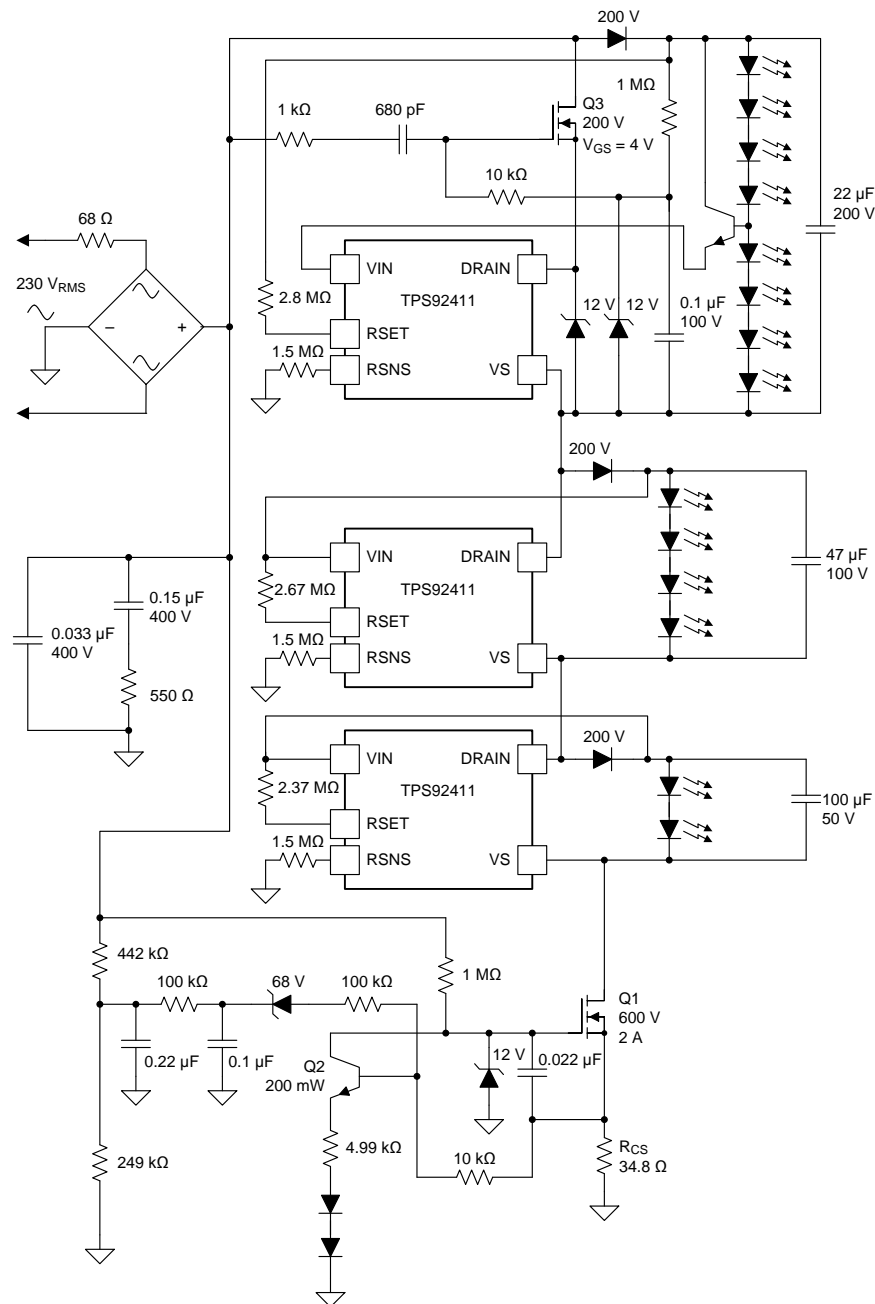 200 V
1 MΩ
1 kΩ
680 pF
Q3
200 V
VGS = 4 V
10 kΩ
22 µF
200 V
68 Ω
230 VRMS
VIN
DRAIN
2.8 MΩ
TPS92411
12 V
12 V
0.1 µF
100 V
RSET
1.5 MΩ
RSNS
VS
200 V
VIN
DRAIN
47 µF
100 V
2.67 MΩ
TPS92411
0.15 µF
400 V
0.033 µF
400 V
RSET
1.5 MΩ
RSNS
VS
550 Ω
200 V
VIN
DRAIN
2.37 MΩ
TPS92411
100 µF
50 V
RSET
1.5 MΩ
RSNS
VS
442 kΩ
1 MΩ
100 kΩ
68 V
100 kΩ
Q1
600 V
2 A
0.22 µF
0.1 µF
Q2
200 mW
12 V
0.022 µF
249 kΩ
4.99 kΩ
10 kΩ
RCS
34.8 Ω